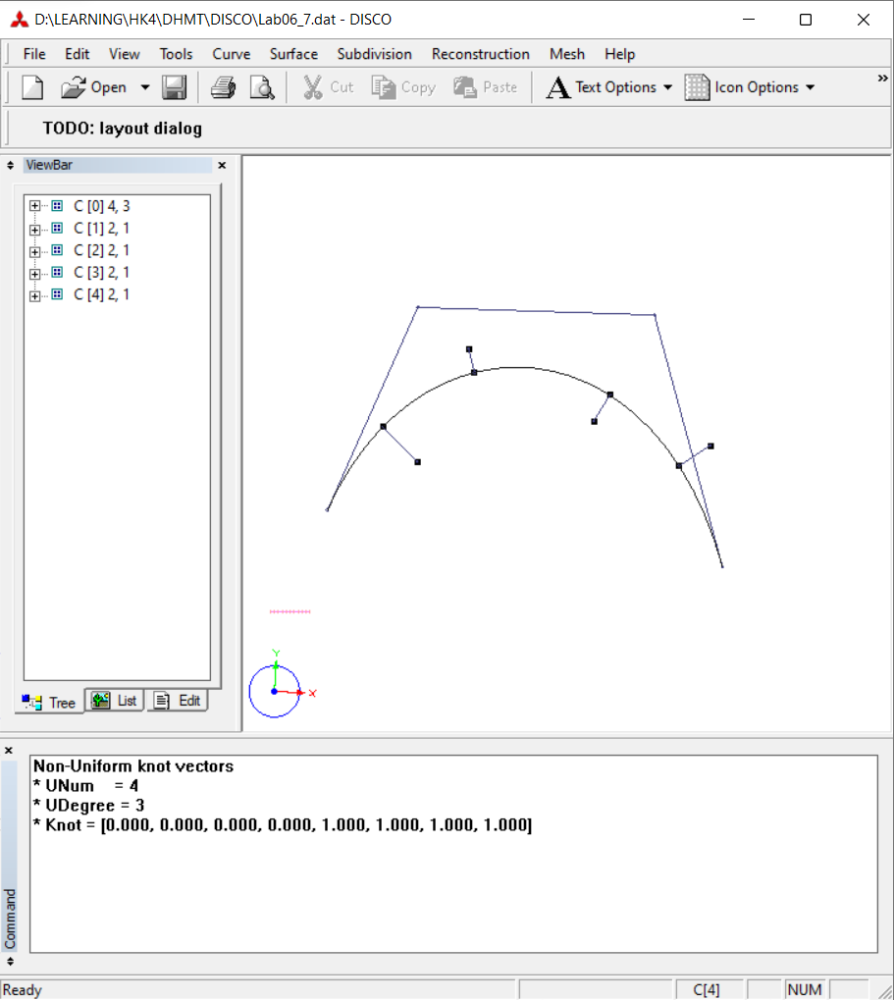 D:\LEARNING\HK4\DHMT\DISCO\Lab06_7.dat - DISCO
File Edit View Tools Curve Surface Subdivision Reconstruction Mesh Help
Open Cut Copy Paste Text Options Icon Options
TODO: layout dialog
ViewBar
C [0] 4, 3
C [1] 2, 1
C [2] 2, 1
C [3] 2, 1
C [4] 2, 1
Y
X
Tree List Edit
Non-Uniform knot vectors
* UNum = 4
* UDegree = 3
* Knot = [0.000, 0.000, 0.000, 0.000, 1.000, 1.000, 1.000, 1.000]
Command
Ready C[4] NUM